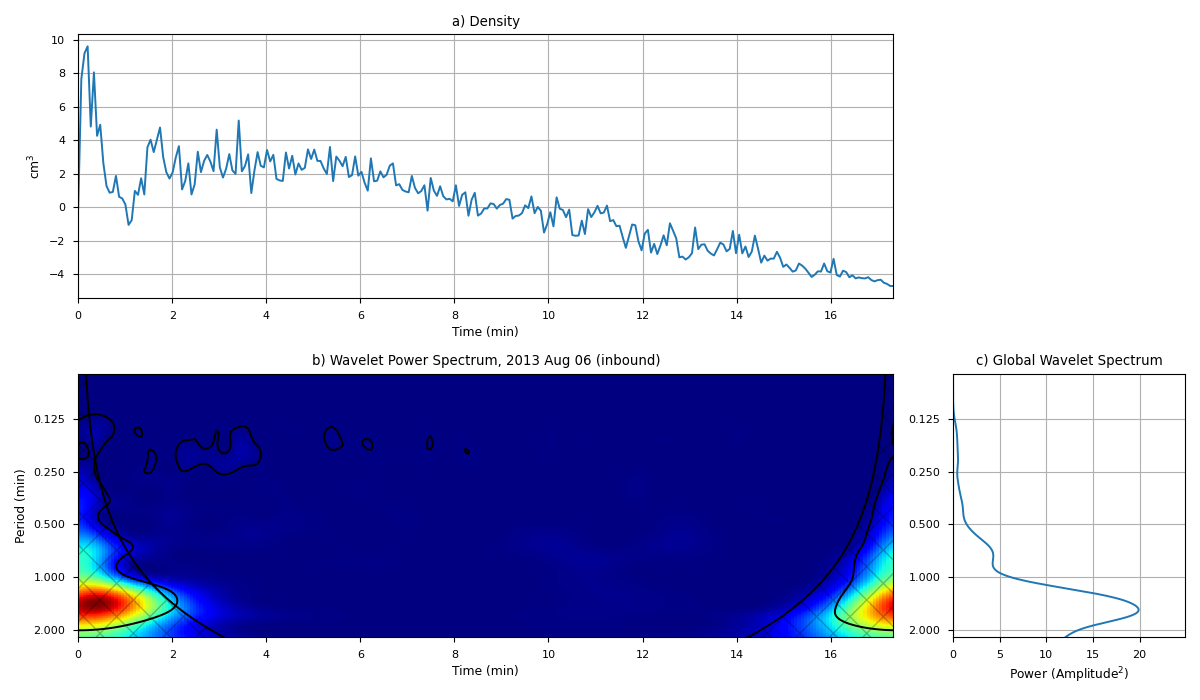 a) Density
10
8
6
4
2
0
−2
−4
cm³
0 2 4 6 8 10 12 14 16
Time (min)
b) Wavelet Power Spectrum, 2013 Aug 06 (inbound)
0.125
0.250
0.500
1.000
2.000
Period (min)
0 2 4 6 8 10 12 14 16
Time (min)
c) Global Wavelet Spectrum
0.125
0.250
0.500
1.000
2.000
0 5 10 15 20
Power (Amplitude²)